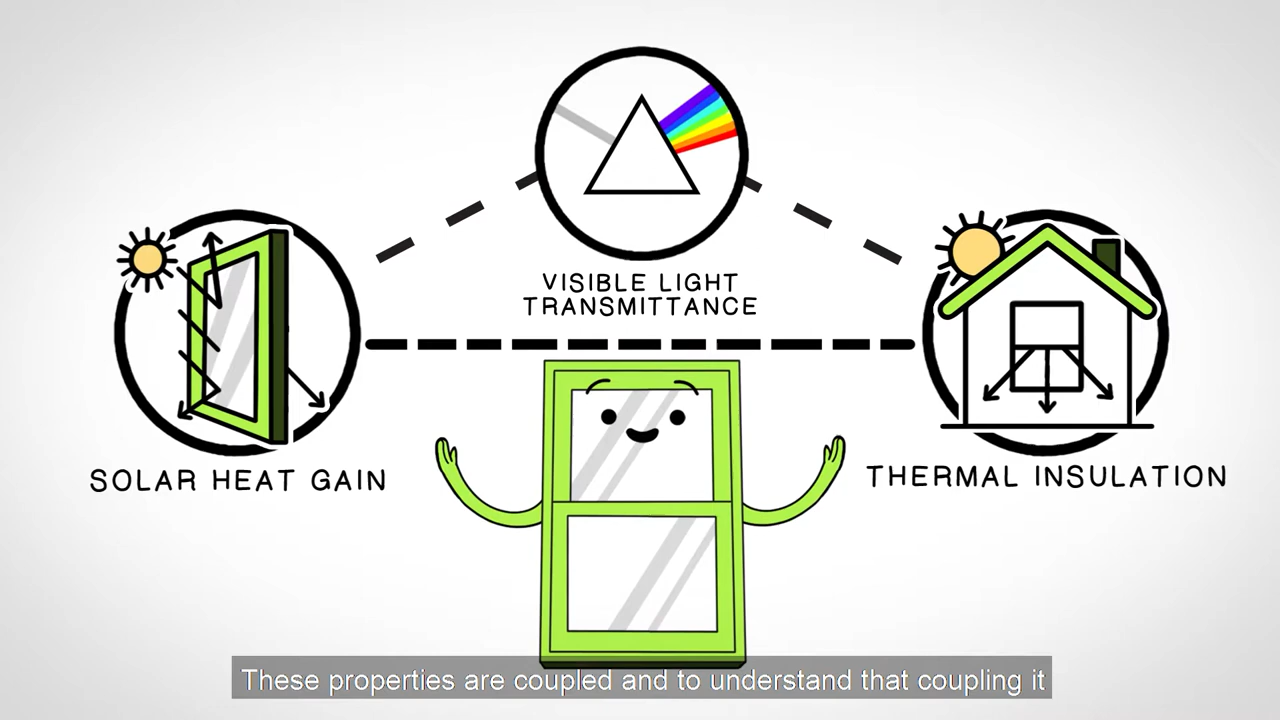 VISIBLE LIGHT
TRANSMITTANCE
SOLAR HEAT GAIN
THERMAL INSULATION
These properties are coupled and to understand that coupling it